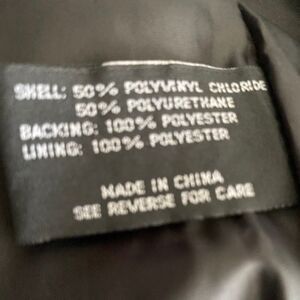 SHELL: 50% POLYVINYL CHLORIDE
50% POLYURETHANE
BACKING: 100% POLYESTER
LINING: 100% POLYESTER
MADE IN CHINA
SEE REVERSE FOR CARE